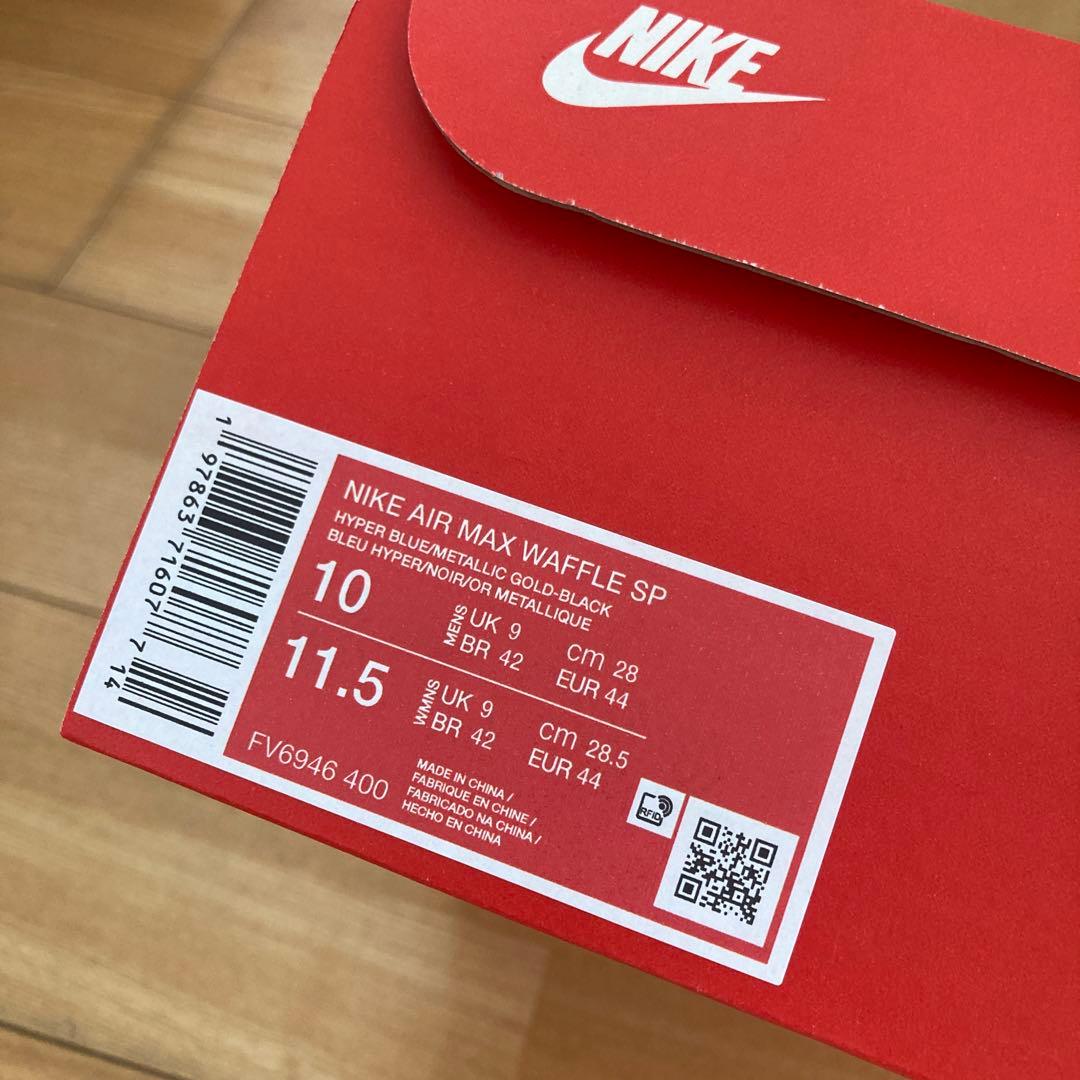 NIKE
NIKE AIR MAX WAFFLE SP
HYPER BLUE/METALLIC GOLD-BLACK
BLEU HYPER/NOIR/OR METALLIQUE
10
MENS
UK 9
BR 42
cm 28
EUR 44
11.5
WMNS
UK 9
BR 42
cm 28.5
EUR 44
FV6946 400
MADE IN CHINA /
FABRIQUE EN CHINE /
FABRICADO NA CHINA /
HECHO EN CHINA
RFID
1 97863 71607 7 14